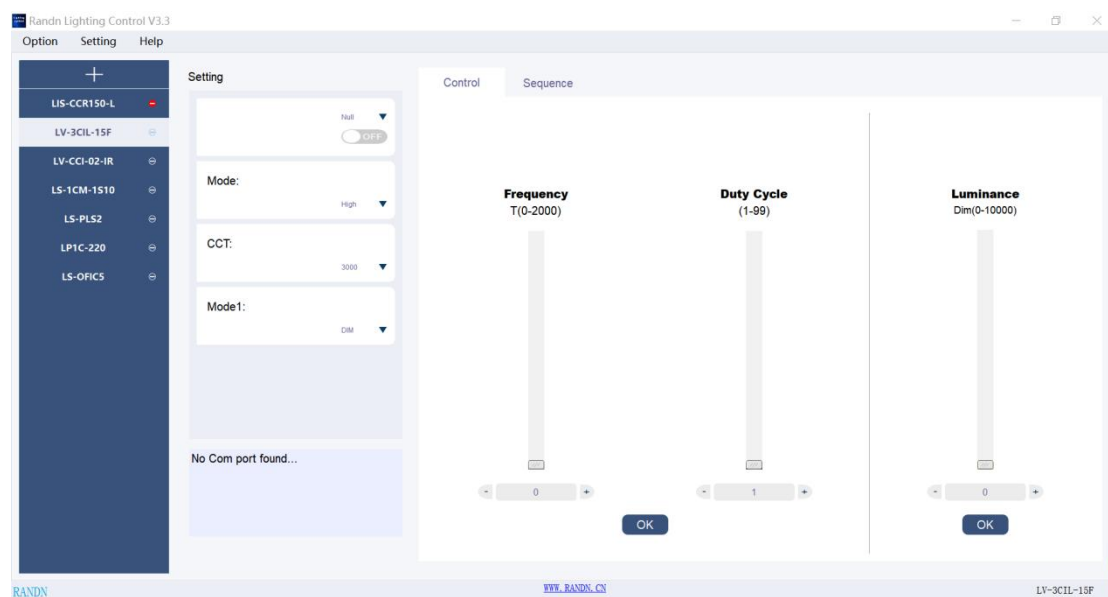 Randn Lighting Control V3.3
Option Setting Help
+
LIS-CCR150-L
LV-3CIL-15F
LV-CCI-02-IR
LS-1CM-1S10
LS-PLS2
LP1C-220
LS-OFIC5
Setting
Null
OFF
Mode:
High
CCT:
3000
Mode1:
DIM
No Com port found...
Control Sequence
Frequency
T(0-2000)
- 0 +
Duty Cycle
(1-99)
- 1 +
OK
Luminance
Dim(0-10000)
- 0 +
OK
RANDN
WWW. RANDN. CN
LV-3CIL-15F